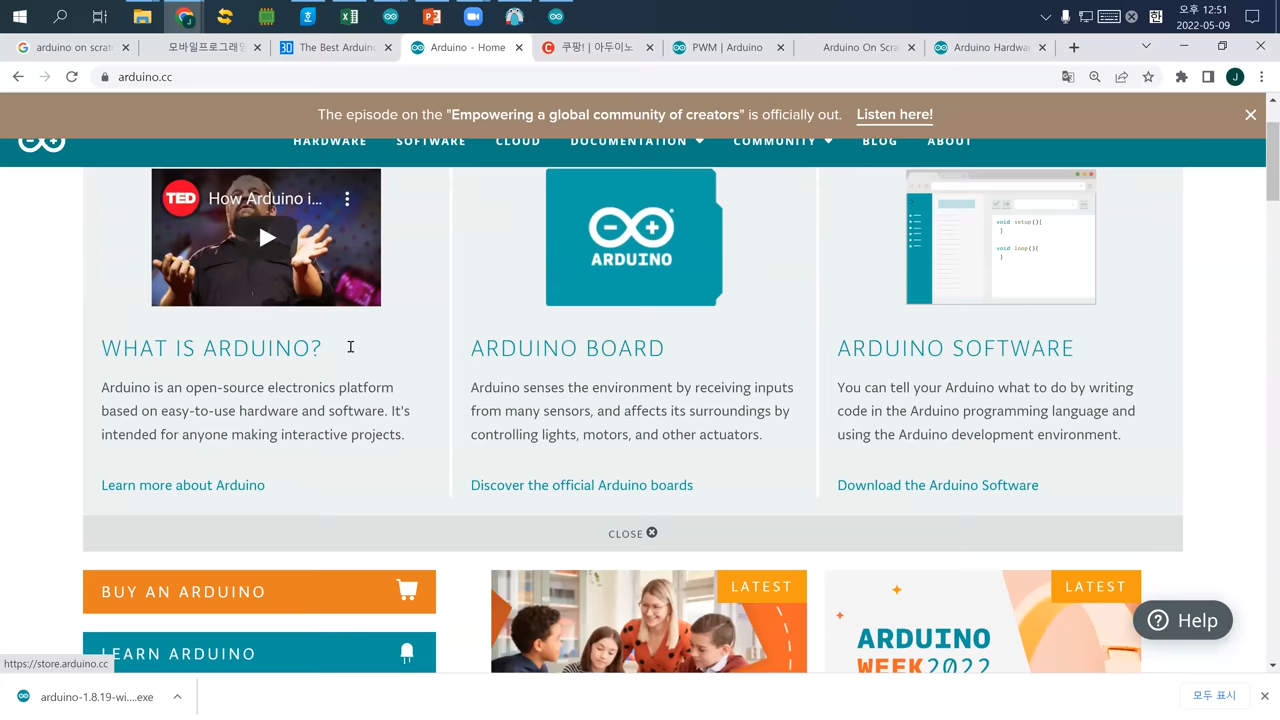 오후 12:51
한
2022-05-09
arduino on scrat
모바일프로그래밍
The Best Arduino
Arduino - Home
쿠팡! | 아두이노
PWM | Arduino
Arduino On Scra
Arduino Hardwa
arduino.cc
J
The episode on the "Empowering a global community of creators" is officially out. Listen here!
HARDWARE SOFTWARE CLOUD DOCUMENTATION COMMUNITY BLOG ABOUT
TED How Arduino i...
ARDUINO
void setup(){
}
void loop(){
}
WHAT IS ARDUINO?
Arduino is an open-source electronics platform
based on easy-to-use hardware and software. It's
intended for anyone making interactive projects.
Learn more about Arduino
ARDUINO BOARD
Arduino senses the environment by receiving inputs
from many sensors, and affects its surroundings by
controlling lights, motors, and other actuators.
Discover the official Arduino boards
ARDUINO SOFTWARE
You can tell your Arduino what to do by writing
code in the Arduino programming language and
using the Arduino development environment.
Download the Arduino Software
CLOSE
BUY AN ARDUINO
LEARN ARDUINO
LATEST
LATEST
ARDUINO
WEEK2022
Help
https://store.arduino.cc
arduino-1.8.19-wi....exe
모두 표시